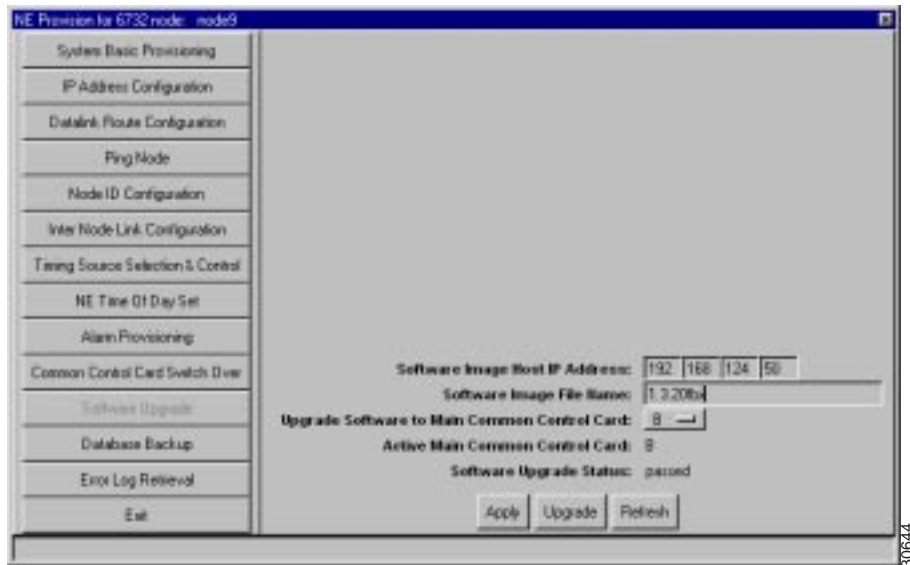 NE Provision for 6732 node: node9
System Basic Provisioning
IP Address Configuration
Datalink Route Configuration
Ping Node
Node ID Configuration
Inter Node Link Configuration
Timing Source Selection & Control
NE Time Of Day Set
Alarm Provisioning
Common Control Card Switch Over
Software Upgrade
Database Backup
Error Log Retrieval
Exit
Software Image Host IP Address: 192 168 124 50
Software Image File Name:
Upgrade Software to Main Common Control Card: B
Active Main Common Control Card: B
Software Upgrade Status: passed
Apply Upgrade Refresh
30644